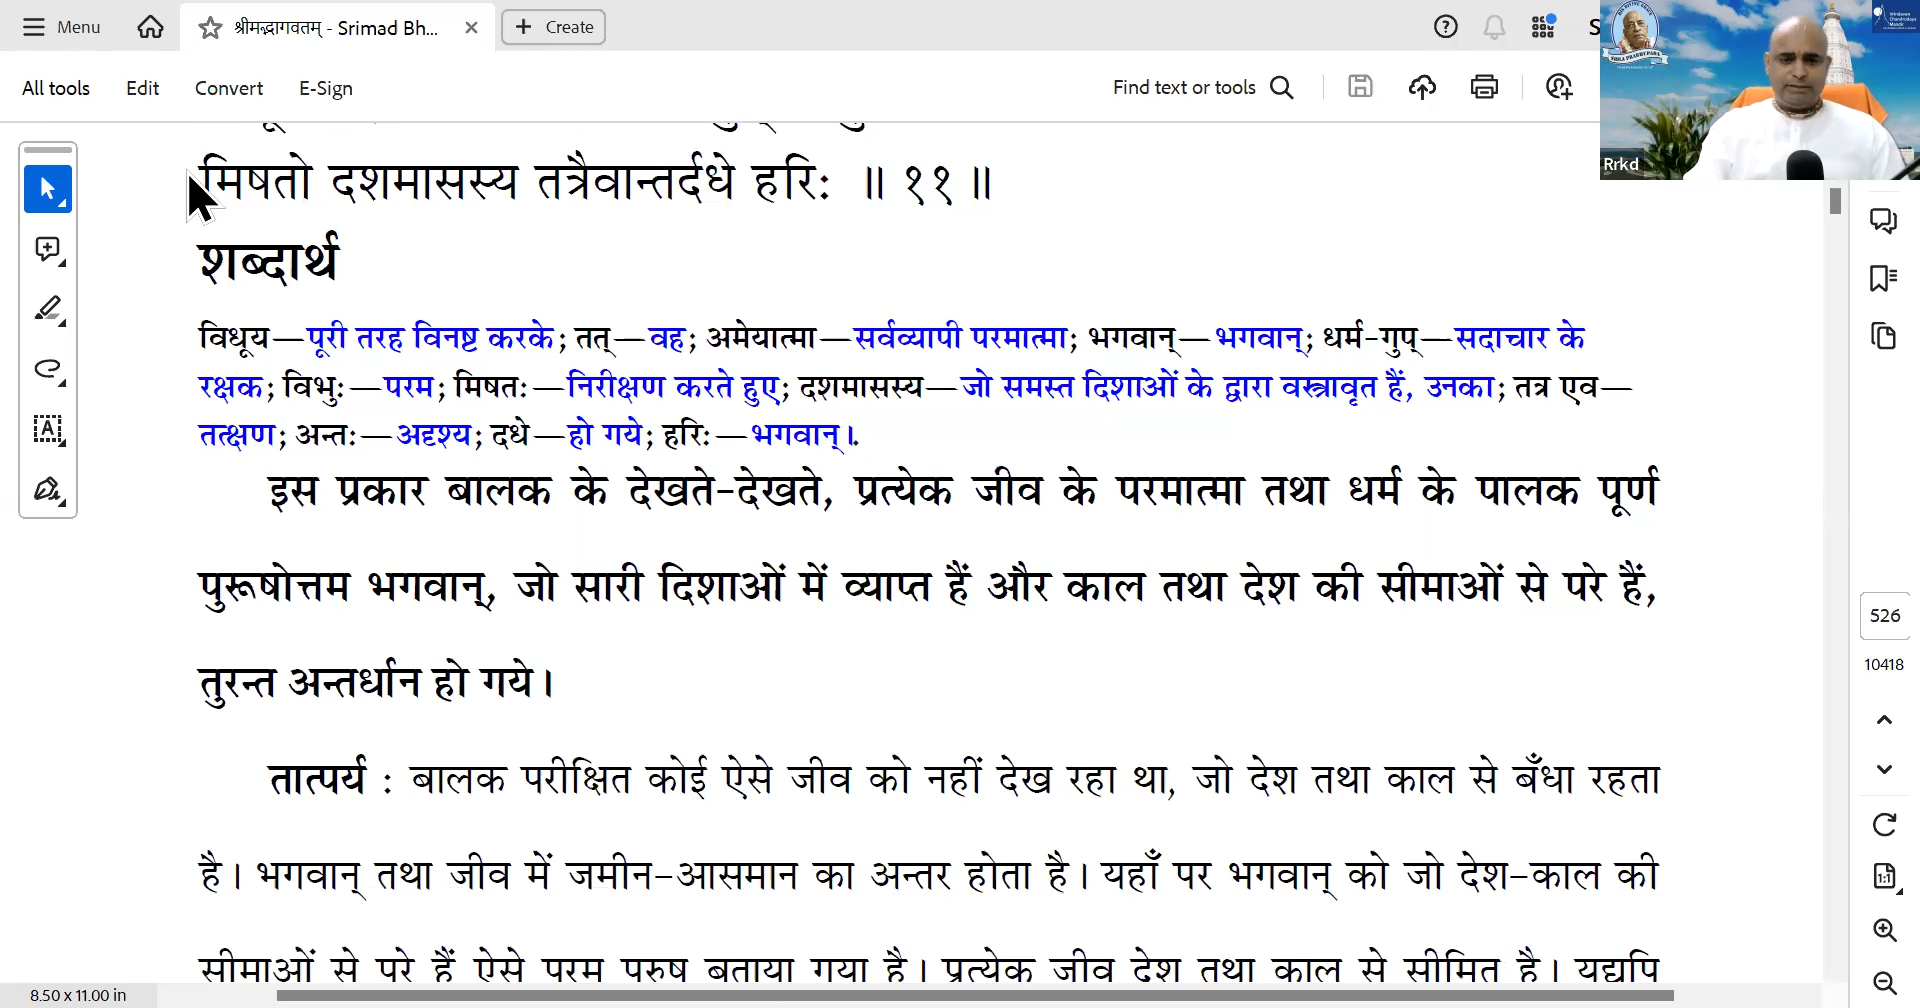 Menu
श्रीमद्भागवतम् - Srimad Bh...
Create
All tools
Edit
Convert
E-Sign
Find text or tools
Rrkd
मिषतो दशमासस्य तत्रैवान्तर्दधे हरिः ॥ ११ ॥
शब्दार्थ
विधूय—पूरी तरह विनष्ट करके; तत्—वह; अमेयात्मा—सर्वव्यापी परमात्मा; भगवान्—भगवान्; धर्म-गुप्—सदाचार के
रक्षक; विभुः—परम; मिषतः—निरीक्षण करते हुए; दशमासस्य—जो समस्त दिशाओं के द्वारा वस्त्रावृत हैं, उनका; तत्र एव—
तत्क्षण; अन्तः—अदृश्य; दधे—हो गये; हरिः—भगवान्।.
इस प्रकार बालक के देखते-देखते, प्रत्येक जीव के परमात्मा तथा धर्म के पालक पूर्ण
पुरूषोत्तम भगवान्, जो सारी दिशाओं में व्याप्त हैं और काल तथा देश की सीमाओं से परे हैं,
तुरन्त अन्तर्धान हो गये।
तात्पर्य : बालक परीक्षित कोई ऐसे जीव को नहीं देख रहा था, जो देश तथा काल से बँधा रहता
है। भगवान् तथा जीव में जमीन-आसमान का अन्तर होता है। यहाँ पर भगवान् को जो देश-काल की
सीमाओं से परे हैं ऐसे परम पुरुष बताया गया है। प्रत्येक जीव देश तथा काल से सीमित है। यद्यपि
526
10418
8.50 x 11.00 in